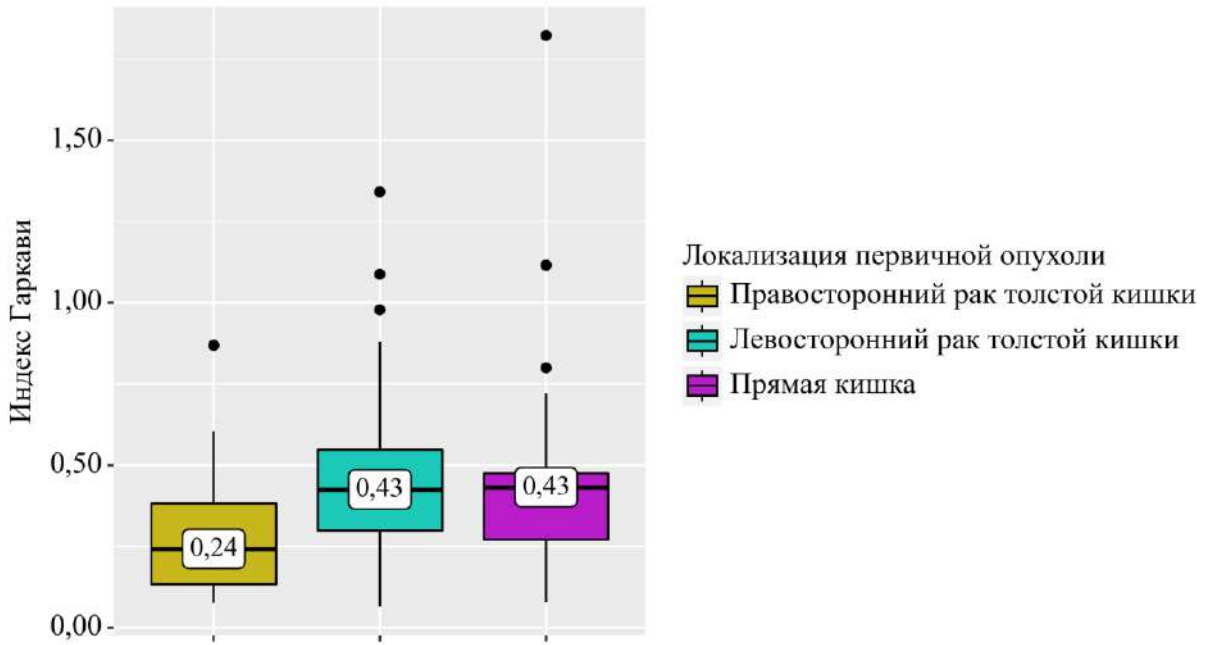 Индекс Гаркави
1,50
1,00
0,50
0,00
0,24
0,43
0,43
Локализация первичной опухоли
Правосторонний рак толстой кишки
Левосторонний рак толстой кишки
Прямая кишка